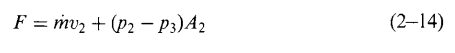 F = ṁv₂ + (p₂ − p₃)A₂ (2–14)